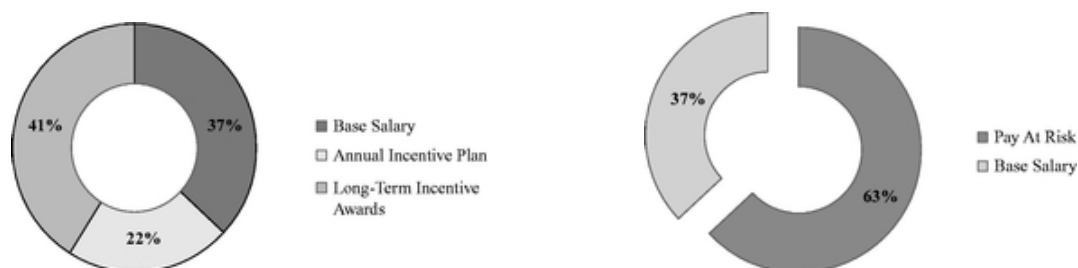 41%
37%
22%
Base Salary
Annual Incentive Plan
Long-Term Incentive
Awards
37%
63%
Pay At Risk
Base Salary